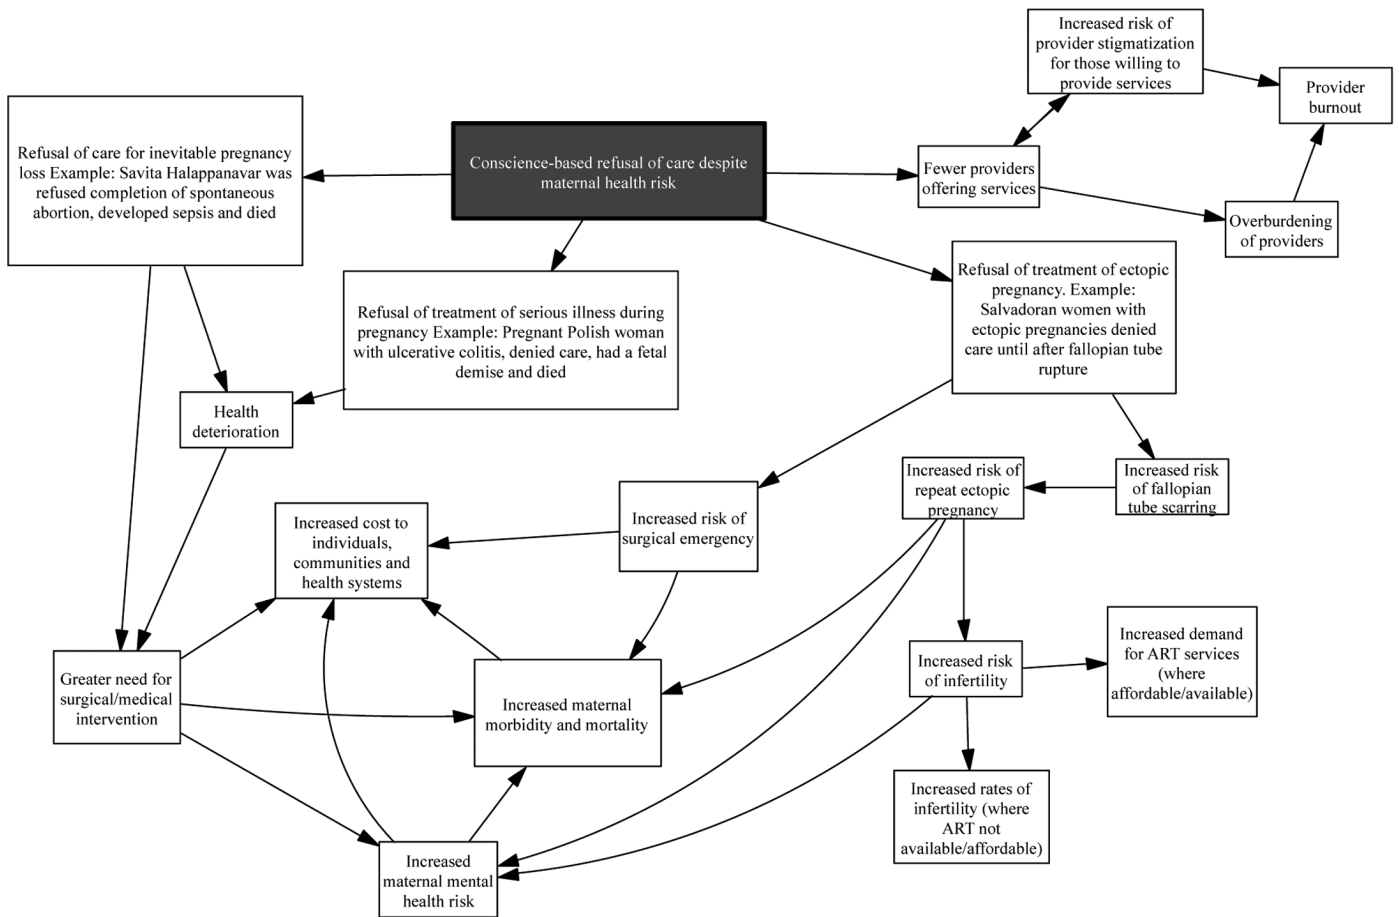 Increased risk of
provider stigmatization
for those willing to
provide services
Provider
burnout
Refusal of care for inevitable pregnancy
loss Example: Savita Halappanavar was
refused completion of spontaneous
abortion, developed sepsis and died
Conscience-based refusal of care despite
maternal health risk
Fewer providers
offering services
Overburdening
of providers
Refusal of treatment of serious illness during
pregnancy Example: Pregnant Polish woman
with ulcerative colitis, denied care, had a fetal
demise and died
Refusal of treatment of ectopic
pregnancy. Example:
Salvadoran women with
ectopic pregnancies denied
care until after fallopian tube
rupture
Health
deterioration
Increased cost to
individuals,
communities and
health systems
Increased risk of
surgical emergency
Increased risk of
repeat ectopic
pregnancy
Increased risk
of fallopian
tube scarring
Greater need for
surgical/medical
intervention
Increased maternal
morbidity and mortality
Increased risk
of infertility
Increased demand
for ART services
(where
affordable/available)
Increased rates of
infertility (where
ART not
available/affordable)
Increased
maternal mental
health risk